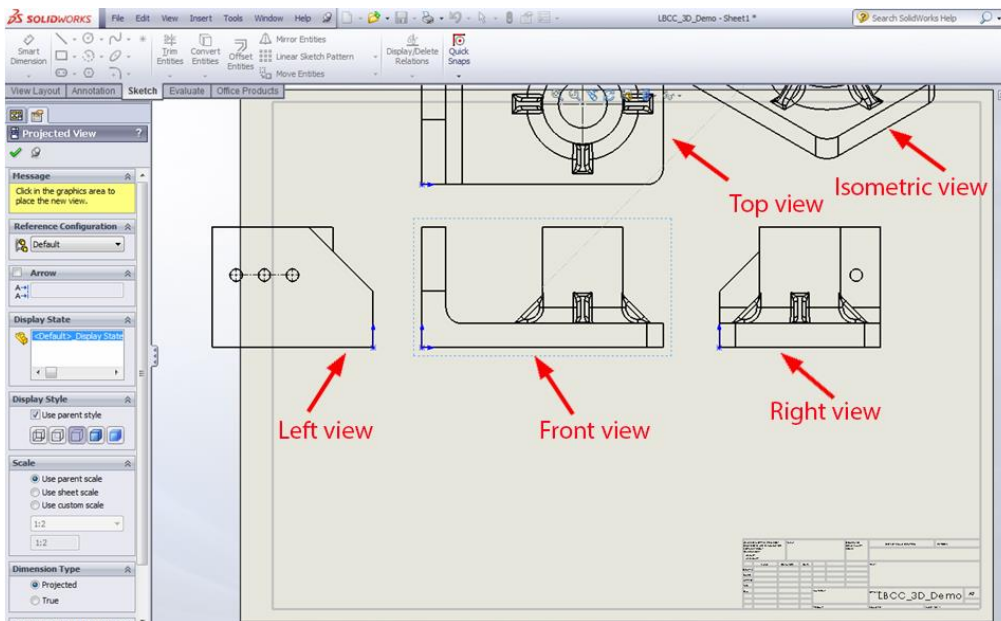 SOLIDWORKS File Edit View Insert Tools Window Help LBCC_3D_Demo - Sheet1 * Search SolidWorks Help
Smart Dimension
Trim Entities
Convert Entities
Offset Entities
Mirror Entities
Linear Sketch Pattern
Move Entities
Display/Delete Relations
Quick Snaps
View Layout Annotation Sketch Evaluate Office Products
Projected View ?
Message
Click in the graphics area to
place the new view.
Reference Configuration
Default
Arrow
Display State
<Default>_Display State
Display Style
Use parent style
Scale
Use parent scale
Use sheet scale
Use custom scale
1:2
1:2
Dimension Type
Projected
True
Top view
Isometric view
Left view
Front view
Right view
LBCC_3D_Demo